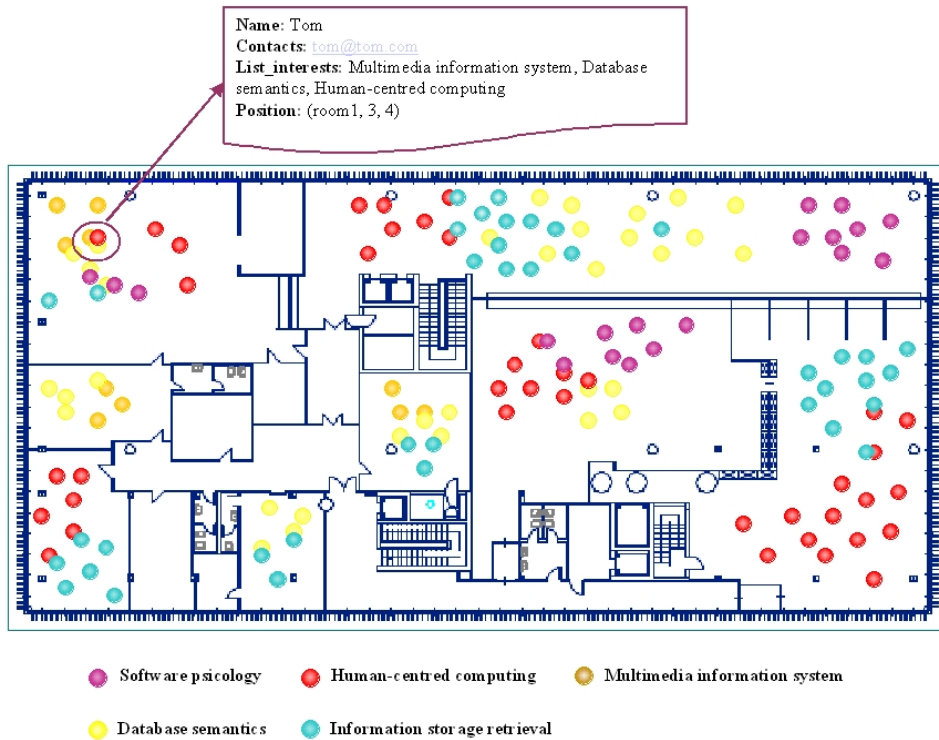 Name: Tom
Contacts: tom@tom.com
List_interests: Multimedia information system, Database
semantics, Human-centred computing
Position: (room1, 3, 4)
Software psicology
Human-centred computing
Multimedia information system
Database semantics
Information storage retrieval